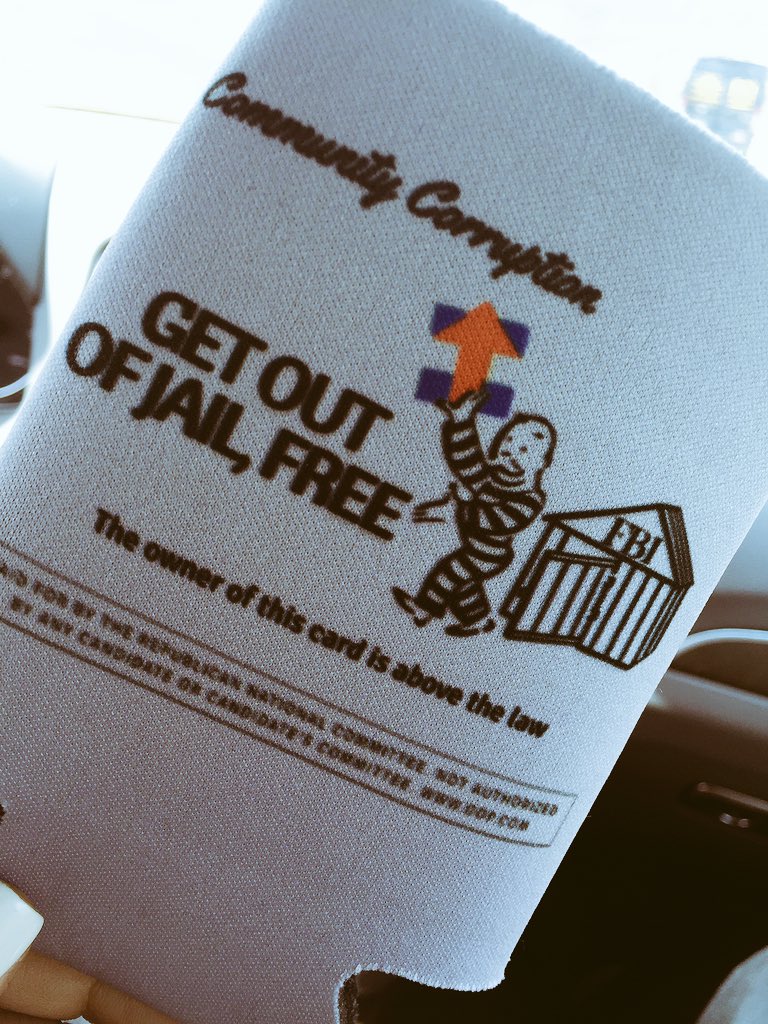 Community Corruption
GET OUT
OF JAIL, FREE
FBI
The owner of this card is above the law
PAID FOR BY THE REPUBLICAN NATIONAL COMMITTEE. NOT AUTHORIZED
BY ANY CANDIDATE OR CANDIDATE'S COMMITTEE. WWW.GOP.COM